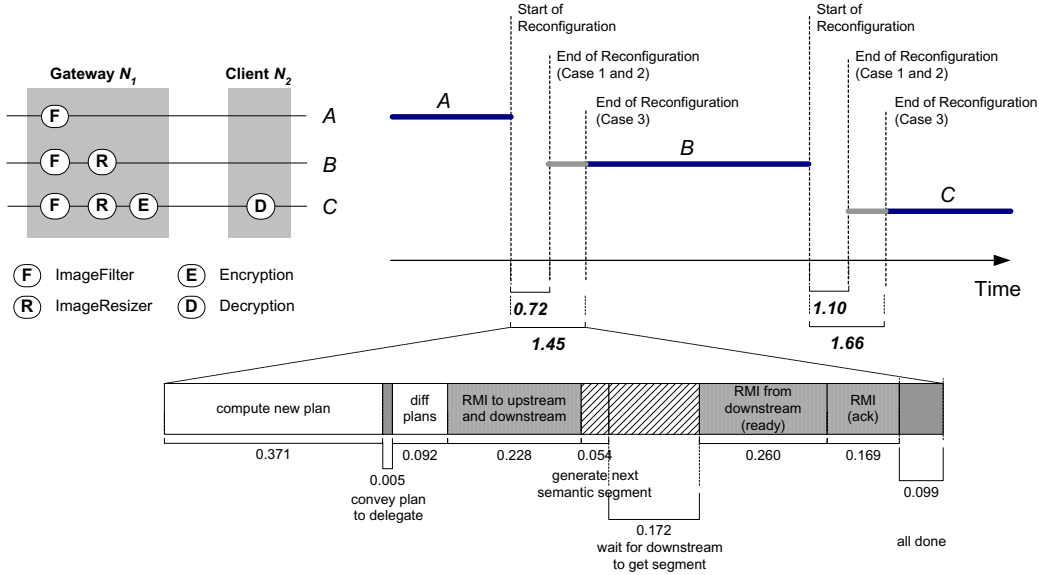 Start of
Reconfiguration
Start of
Reconfiguration
End of Reconfiguration
(Case 1 and 2)
End of Reconfiguration
(Case 1 and 2)
Gateway N1
Client N2
End of Reconfiguration
(Case 3)
End of Reconfiguration
(Case 3)
F
A
A
F
R
B
B
F
R
E
D
C
C
F
ImageFilter
E
Encryption
R
ImageResizer
D
Decryption
Time
0.72
1.10
1.45
1.66
compute new plan
diff
plans
RMI to upstream
and downstream
RMI from
downstream
(ready)
RMI
(ack)
0.371
0.092
0.228
0.054
0.260
0.169
0.005
convey plan
to delegate
generate next
semantic segment
0.099
0.172
wait for downstream
to get segment
all done